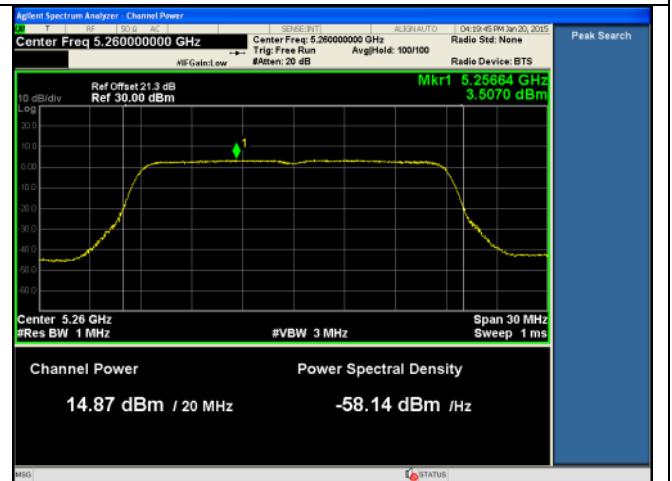 Agilent Spectrum Analyzer - Channel Power
T RF 50 Ω AC SENSE:INT ALIGN AUTO 04:19:45 PM Jan 20, 2015
Center Freq 5.260000000 GHz
Center Freq: 5.260000000 GHz
Radio Std: None
Trig: Free Run Avg|Hold: 100/100
#IFGain:Low #Atten: 20 dB Radio Device: BTS
Peak Search
Ref Offset 21.3 dB
10 dB/div Ref 30.00 dBm
Mkr1 5.25664 GHz
3.5070 dBm
Log
20.0
1
10.0
0.00
-10.0
-20.0
-30.0
-40.0
-50.0
-60.0
Center 5.26 GHz Span 30 MHz
#Res BW 1 MHz #VBW 3 MHz Sweep 1 ms
Channel Power Power Spectral Density
14.87 dBm / 20 MHz -58.14 dBm /Hz
MSG STATUS